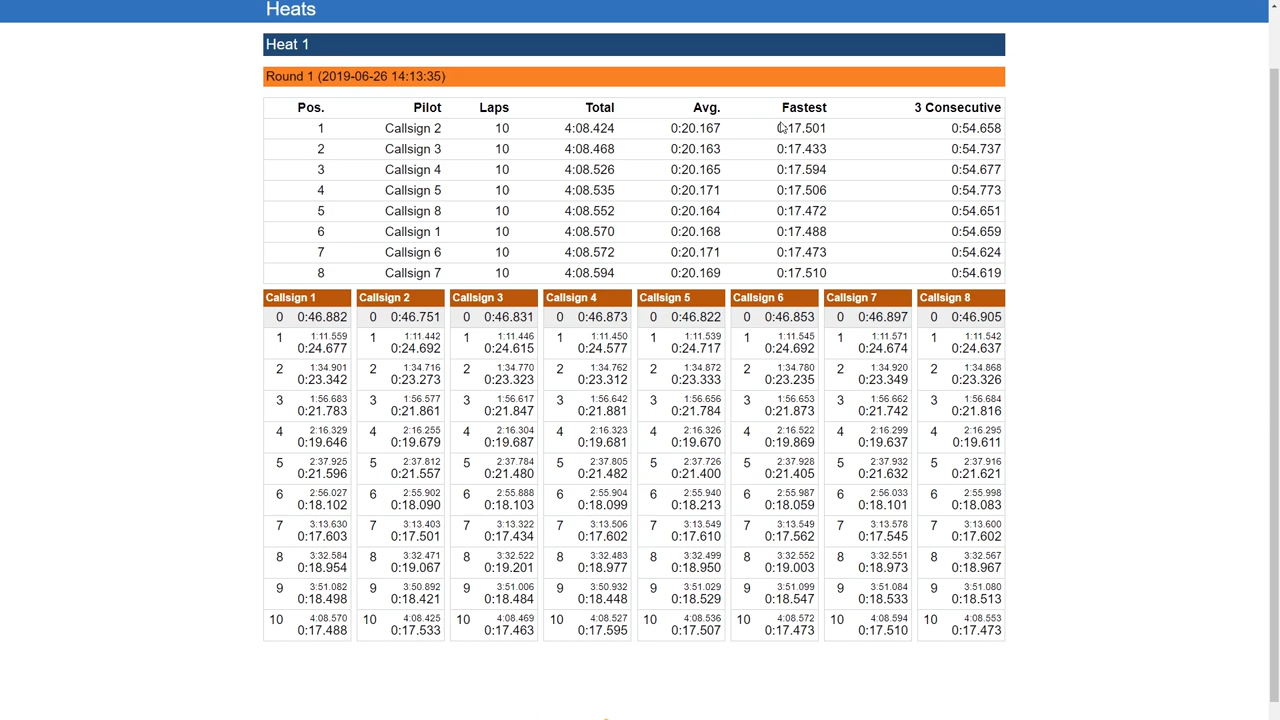 Heats
Heat 1
Round 1 (2019-06-26 14:13:35)
Pos. Pilot Laps Total Avg. Fastest 3 Consecutive
1 Callsign 2 10 4:08.424 0:20.167 0:17.501 0:54.658
2 Callsign 3 10 4:08.468 0:20.163 0:17.433 0:54.737
3 Callsign 4 10 4:08.526 0:20.165 0:17.594 0:54.677
4 Callsign 5 10 4:08.535 0:20.171 0:17.506 0:54.773
5 Callsign 8 10 4:08.552 0:20.164 0:17.472 0:54.651
6 Callsign 1 10 4:08.570 0:20.168 0:17.488 0:54.659
7 Callsign 6 10 4:08.572 0:20.171 0:17.473 0:54.624
8 Callsign 7 10 4:08.594 0:20.169 0:17.510 0:54.619
Callsign 1 Callsign 2 Callsign 3 Callsign 4 Callsign 5 Callsign 6 Callsign 7 Callsign 8
0 0:46.882 0 0:46.751 0 0:46.831 0 0:46.873 0 0:46.822 0 0:46.853 0 0:46.897 0 0:46.905
1 1:11.559 1 1:11.442 1 1:11.446 1 1:11.450 1 1:11.539 1 1:11.545 1 1:11.571 1 1:11.542
0:24.677 0:24.692 0:24.615 0:24.577 0:24.717 0:24.692 0:24.674 0:24.637
2 1:34.901 2 1:34.716 2 1:34.770 2 1:34.762 2 1:34.872 2 1:34.780 2 1:34.920 2 1:34.868
0:23.342 0:23.273 0:23.323 0:23.312 0:23.333 0:23.235 0:23.349 0:23.326
3 1:56.683 3 1:56.577 3 1:56.617 3 1:56.642 3 1:56.656 3 1:56.653 3 1:56.662 3 1:56.684
0:21.783 0:21.861 0:21.847 0:21.881 0:21.784 0:21.873 0:21.742 0:21.816
4 2:16.329 4 2:16.255 4 2:16.304 4 2:16.323 4 2:16.326 4 2:16.522 4 2:16.299 4 2:16.295
0:19.646 0:19.679 0:19.687 0:19.681 0:19.670 0:19.869 0:19.637 0:19.611
5 2:37.925 5 2:37.812 5 2:37.784 5 2:37.805 5 2:37.726 5 2:37.928 5 2:37.932 5 2:37.916
0:21.596 0:21.557 0:21.480 0:21.482 0:21.400 0:21.405 0:21.632 0:21.621
6 2:56.027 6 2:55.902 6 2:55.888 6 2:55.904 6 2:55.940 6 2:55.987 6 2:56.033 6 2:55.998
0:18.102 0:18.090 0:18.103 0:18.099 0:18.213 0:18.059 0:18.101 0:18.083
7 3:13.630 7 3:13.403 7 3:13.322 7 3:13.506 7 3:13.549 7 3:13.549 7 3:13.578 7 3:13.600
0:17.603 0:17.501 0:17.434 0:17.602 0:17.610 0:17.562 0:17.545 0:17.602
8 3:32.584 8 3:32.471 8 3:32.522 8 3:32.483 8 3:32.499 8 3:32.552 8 3:32.551 8 3:32.567
0:18.954 0:19.067 0:19.201 0:18.977 0:18.950 0:19.003 0:18.973 0:18.967
9 3:51.082 9 3:50.892 9 3:51.006 9 3:50.932 9 3:51.029 9 3:51.099 9 3:51.084 9 3:51.080
0:18.498 0:18.421 0:18.484 0:18.448 0:18.529 0:18.547 0:18.533 0:18.513
10 4:08.570 10 4:08.425 10 4:08.469 10 4:08.527 10 4:08.536 10 4:08.572 10 4:08.594 10 4:08.553
0:17.488 0:17.533 0:17.463 0:17.595 0:17.507 0:17.473 0:17.510 0:17.473